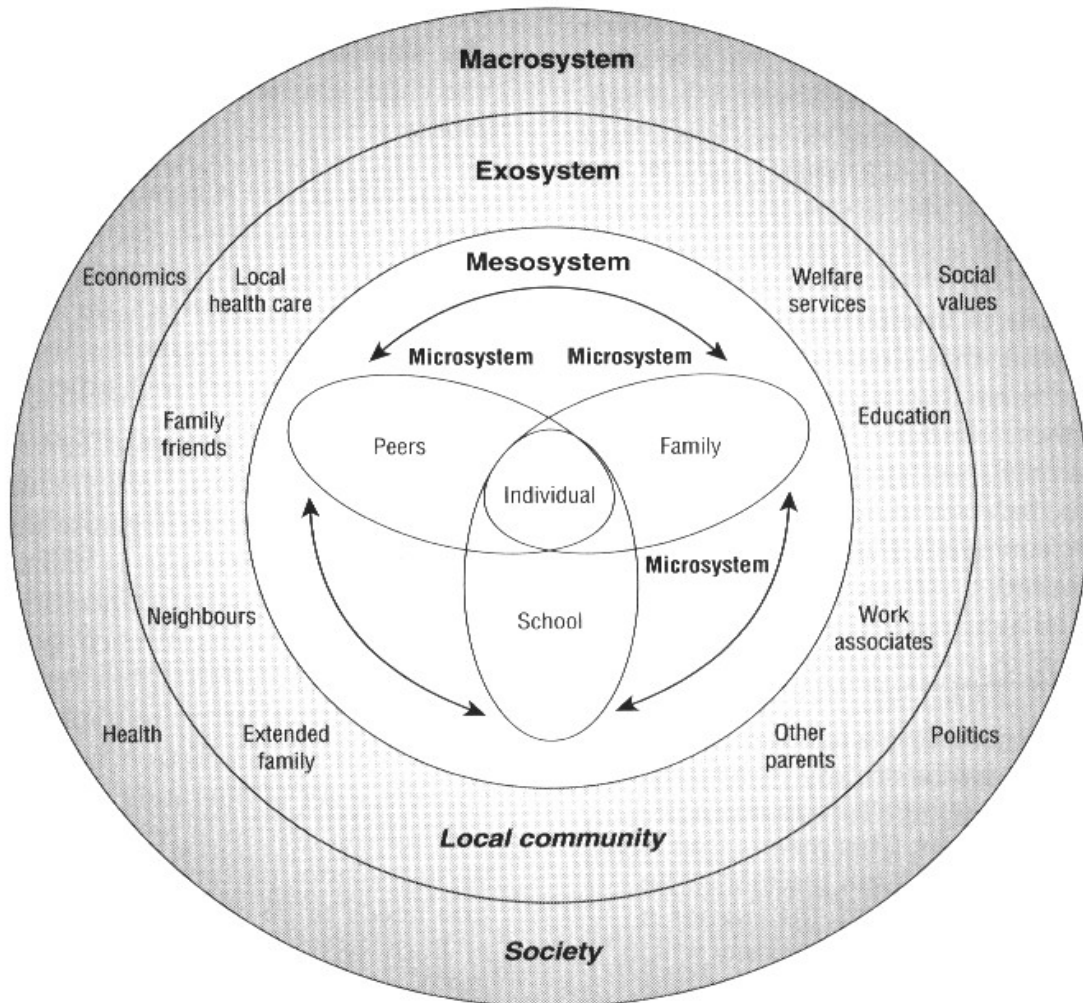 Macrosystem
Exosystem
Mesosystem
Economics
Local
health care
Welfare
services
Social
values
Microsystem
Microsystem
Family
friends
Education
Peers
Family
Individual
Microsystem
Neighbours
School
Work
associates
Health
Extended
family
Other
parents
Politics
Local community
Society